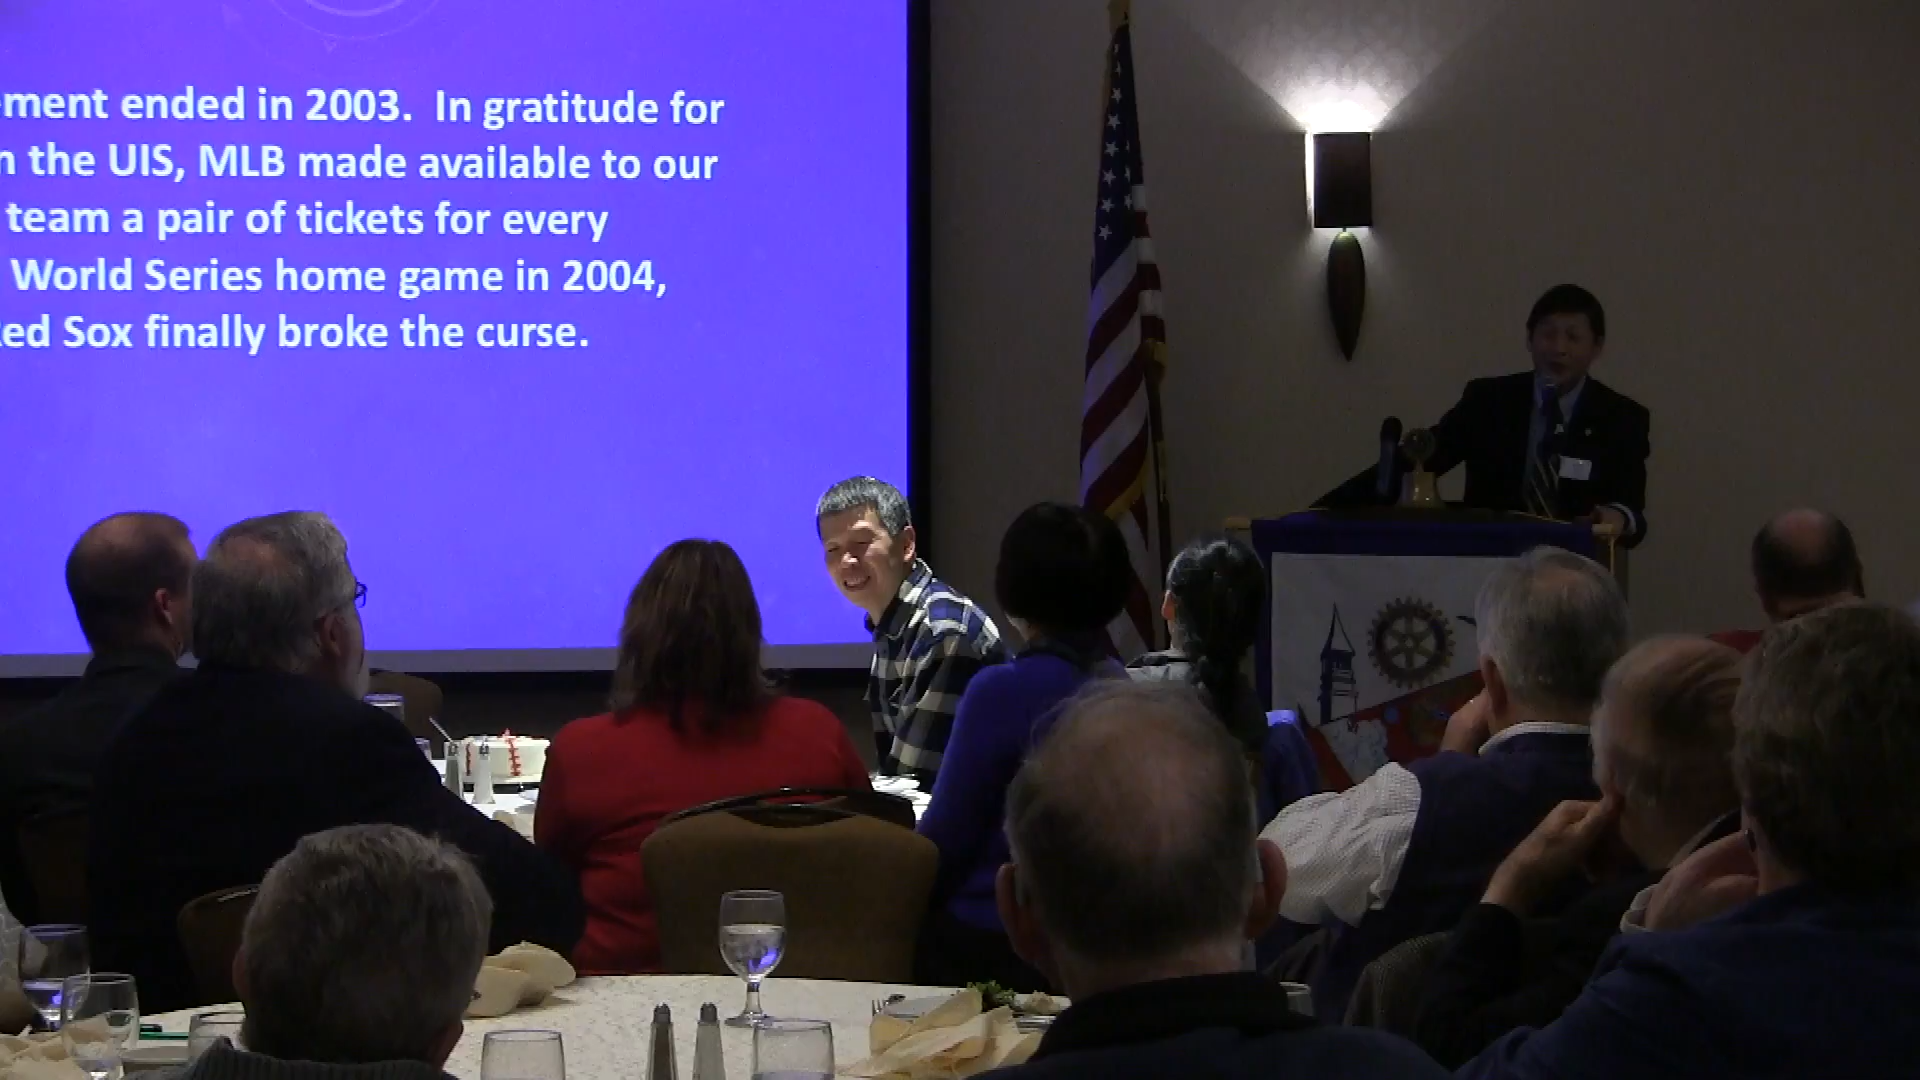 ement ended in 2003. In gratitude for
the UIS, MLB made available to our
team a pair of tickets for every
World Series home game in 2004,
ed Sox finally broke the curse.